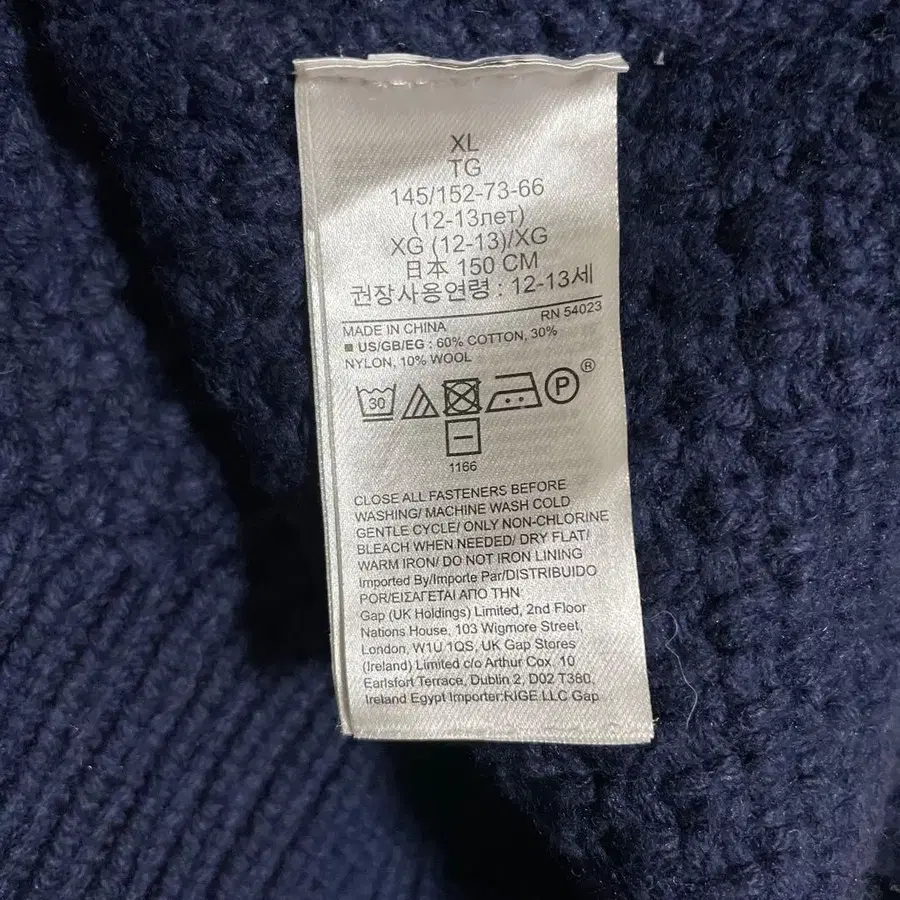 XL
TG
145/152-73-66
(12-13лет)
XG (12-13)/XG
日本 150 CM
권장사용연령 : 12-13세
RN 54023
MADE IN CHINA
US/GB/EG : 60% COTTON, 30%
NYLON, 10% WOOL
30 P ®
1166
CLOSE ALL FASTENERS BEFORE
WASHING/ MACHINE WASH COLD
GENTLE CYCLE/ ONLY NON-CHLORINE
BLEACH WHEN NEEDED/ DRY FLAT/
WARM IRON/ DO NOT IRON LINING
Imported By/Importe Par/DISTRIBUIDO
POR/ΕΙΣΑΓΕΤΑΙ ΑΠΟ ΤΗΝ
Gap (UK Holdings) Limited, 2nd Floor
Nations House, 103 Wigmore Street,
London, W1U 1QS, UK Gap Stores
(Ireland) Limited c/o Arthur Cox, 10
Earlsfort Terrace, Dublin 2, D02 T380,
Ireland Egypt Importer:RIGE LLC Gap